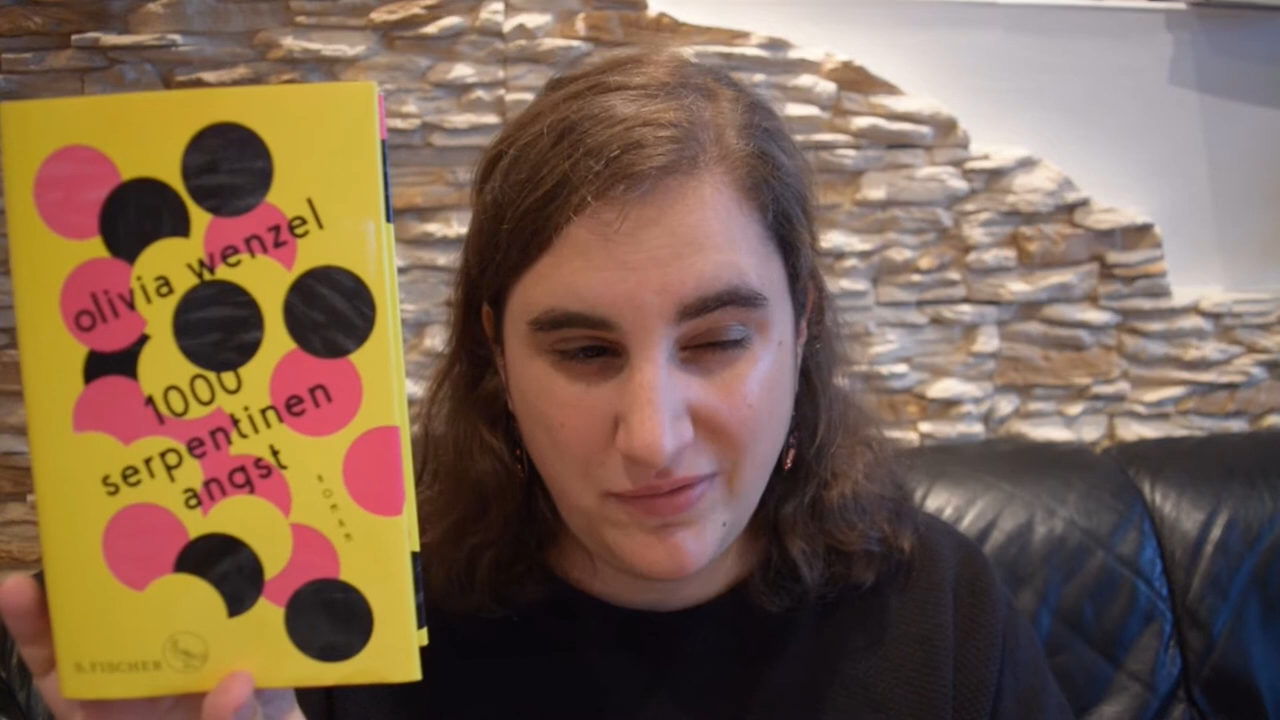 olivia wenzel
1000
serpentinen
angst
roman
S. FISCHER